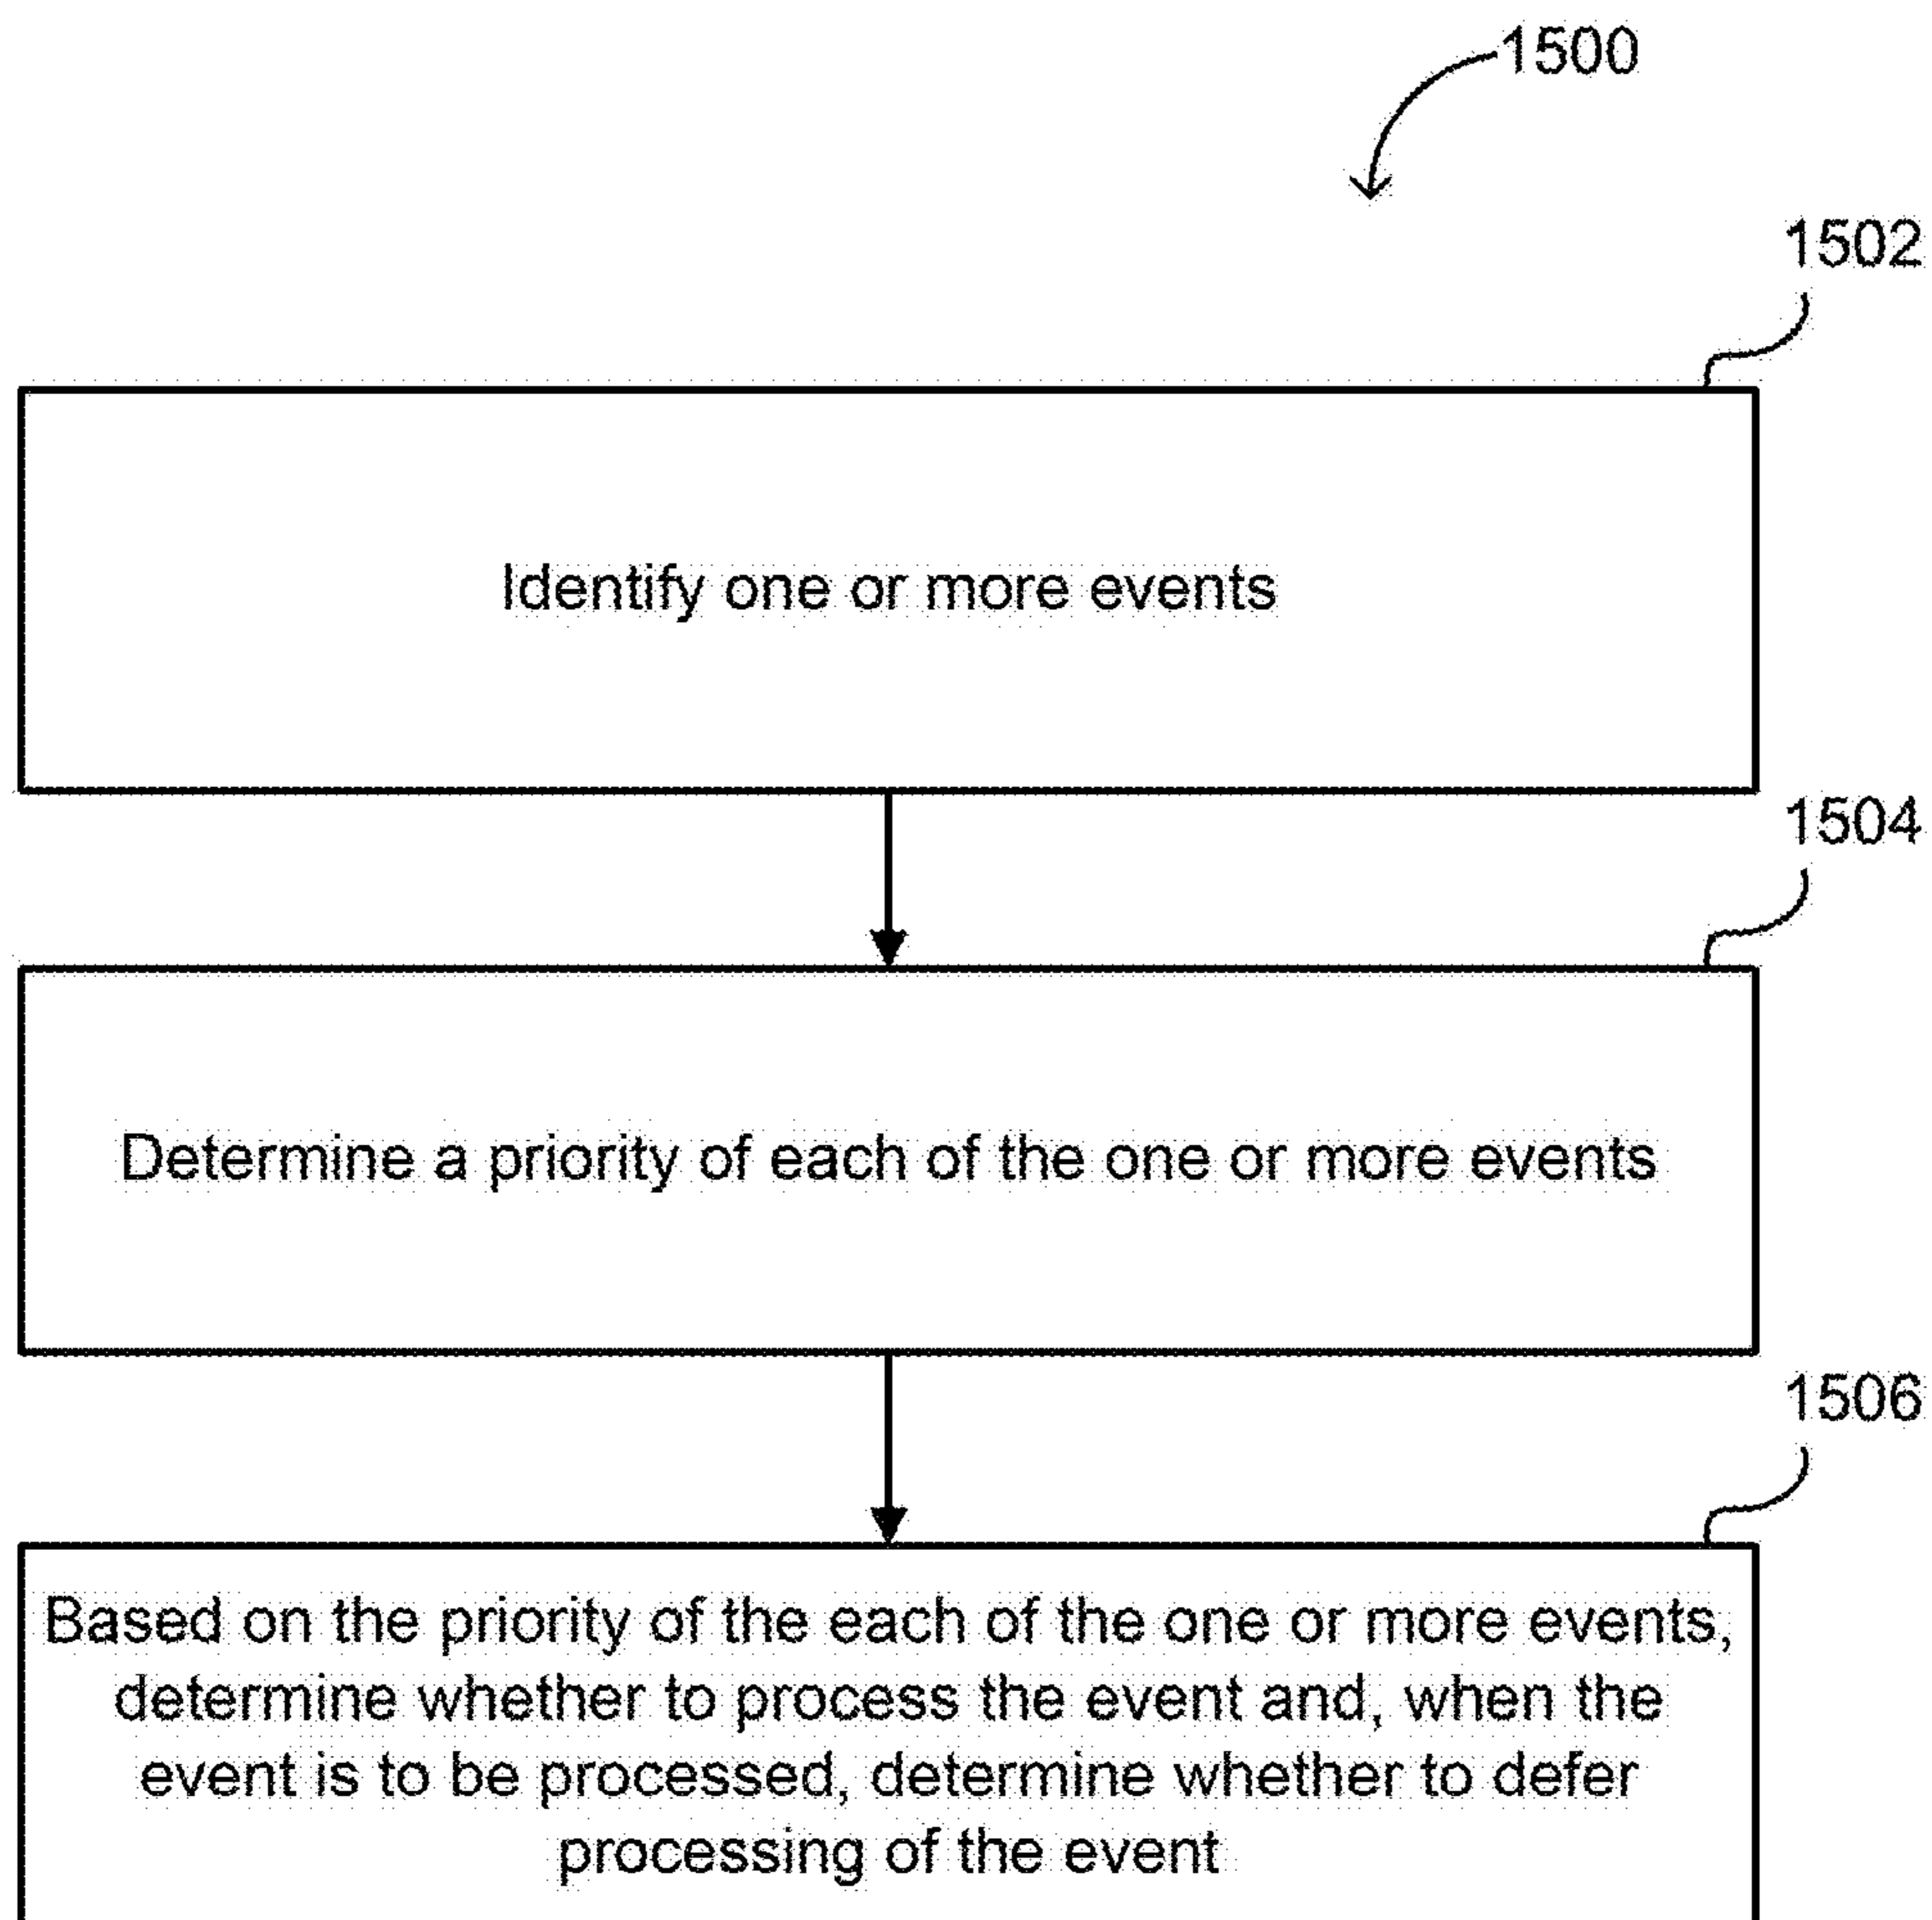 1500
1502
Identify one or more events
1504
Determine a priority of each of the one or more events
1506
Based on the priority of the each of the one or more events,
determine whether to process the event and, when the
event is to be processed, determine whether to defer
processing of the event